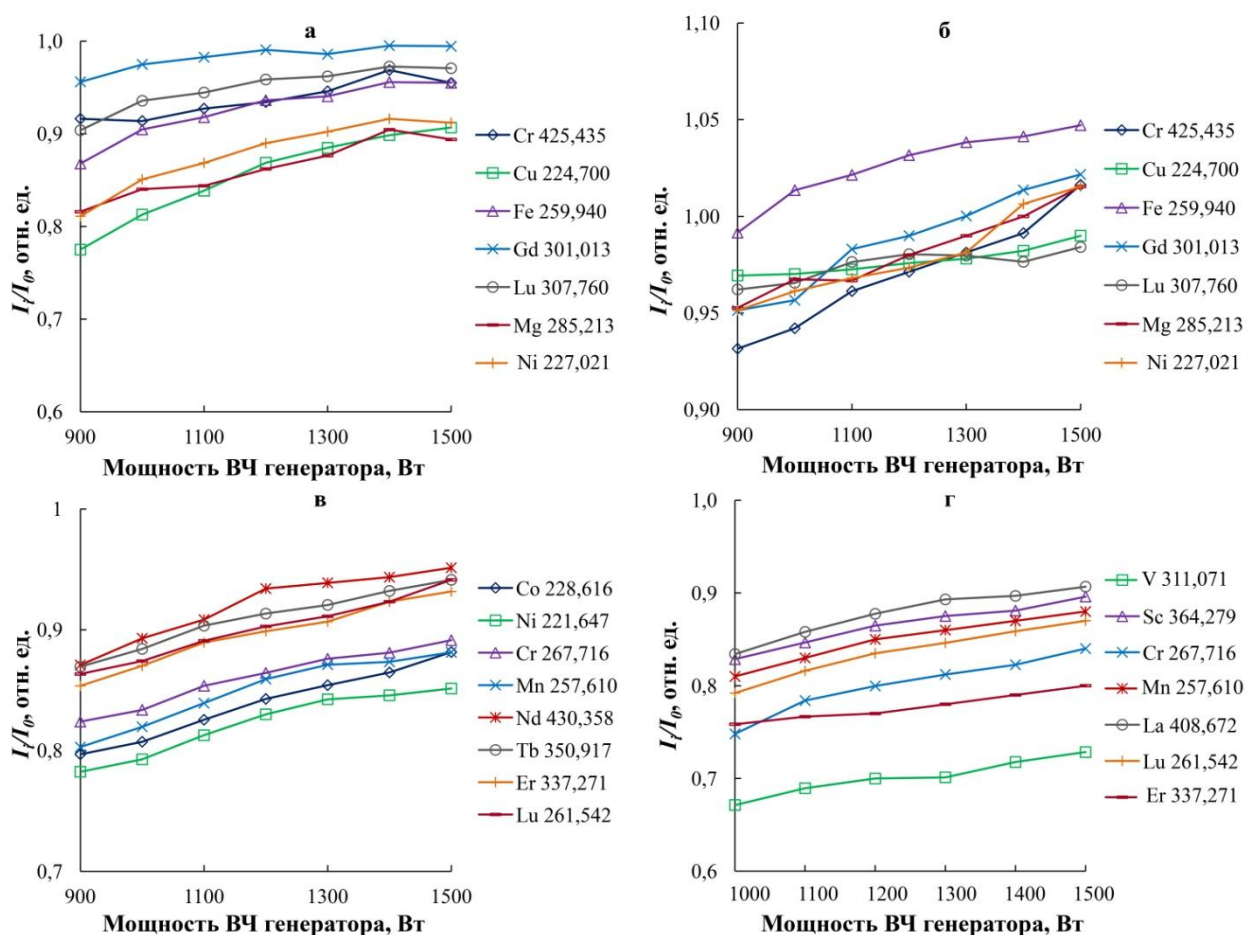 а
1,0
0,9
0,8
0,7
0,6
Iᵢ/I₀, отн. ед.
900
1100
1300
1500
Мощность ВЧ генератора, Вт
Cr 425,435
Cu 224,700
Fe 259,940
Gd 301,013
Lu 307,760
Mg 285,213
Ni 227,021
б
1,10
1,05
1,00
0,95
0,90
Iᵢ/I₀, отн. ед.
900
1100
1300
1500
Мощность ВЧ генератора, Вт
Cr 425,435
Cu 224,700
Fe 259,940
Gd 301,013
Lu 307,760
Mg 285,213
Ni 227,021
в
1
0,9
0,8
0,7
Iᵢ/I₀, отн. ед.
900
1100
1300
1500
Мощность ВЧ генератора, Вт
Co 228,616
Ni 221,647
Cr 267,716
Mn 257,610
Nd 430,358
Tb 350,917
Er 337,271
Lu 261,542
г
1,0
0,9
0,8
0,7
0,6
Iᵢ/I₀, отн. ед.
1000
1100
1200
1300
1400
1500
Мощность ВЧ генератора, Вт
V 311,071
Sc 364,279
Cr 267,716
Mn 257,610
La 408,672
Lu 261,542
Er 337,271